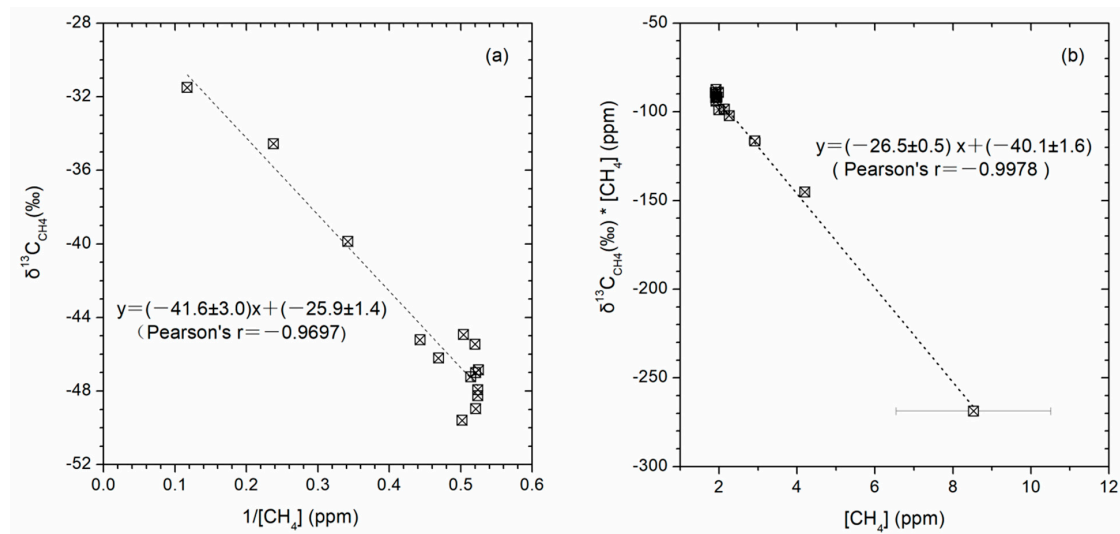 (a)
-28
-32
-36
-40
-44
-48
-52
δ¹³C_CH4(‰)
y=(−41.6±3.0)x+(−25.9±1.4)
（Pearson's r=−0.9697)
0.0 0.1 0.2 0.3 0.4 0.5 0.6
1/[CH₄] (ppm)
(b)
-50
-100
-150
-200
-250
-300
δ¹³C_CH4(‰) * [CH₄] (ppm)
y=(−26.5±0.5) x+(−40.1±1.6)
( Pearson's r=−0.9978 )
2 4 6 8 10 12
[CH₄] (ppm)